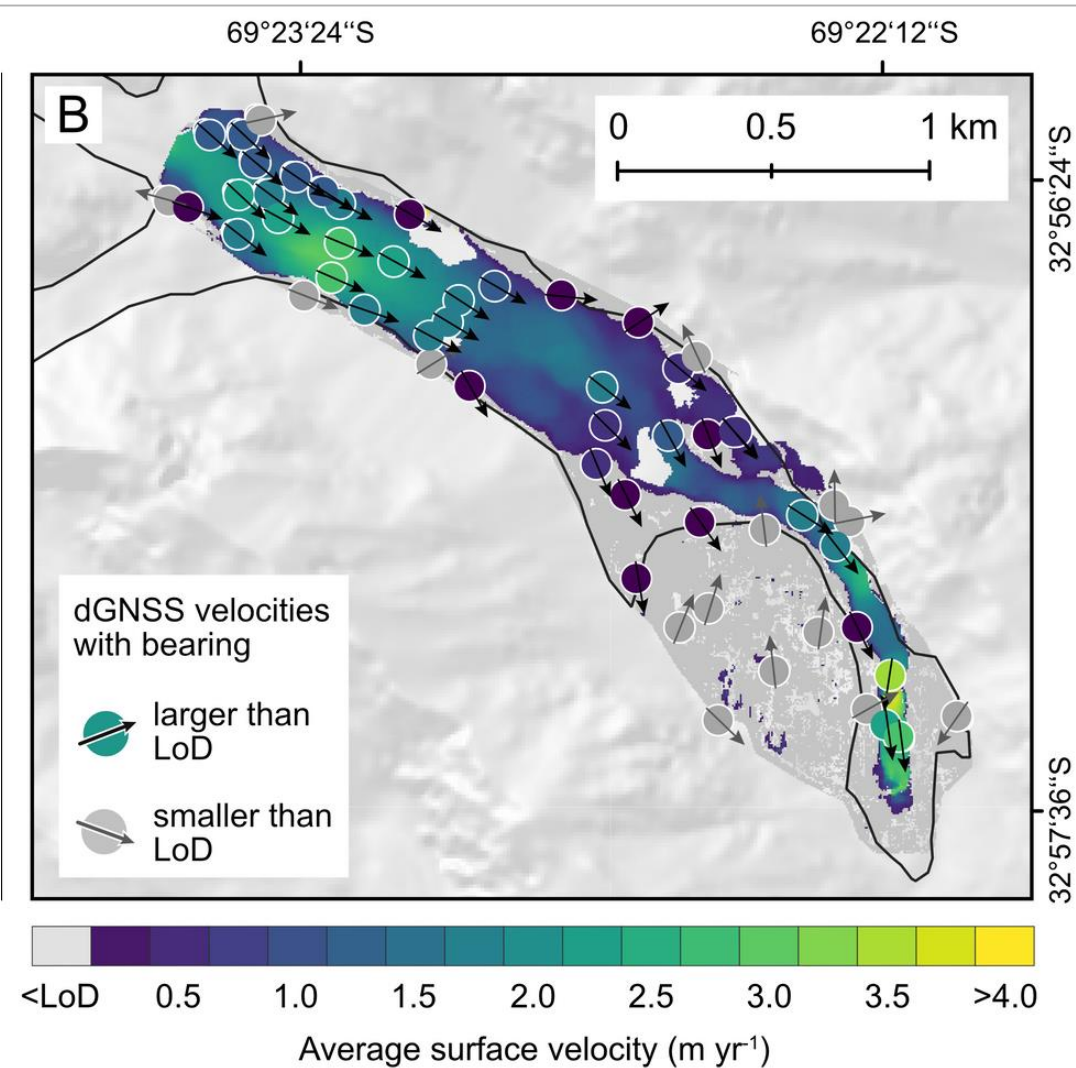 69°23'24“S
69°22'12“S
B
0 0.5 1 km
32°56'24“S
dGNSS velocities
with bearing
larger than
LoD
smaller than
LoD
32°57'36“S
<LoD 0.5 1.0 1.5 2.0 2.5 3.0 3.5 >4.0
Average surface velocity (m yr⁻¹)